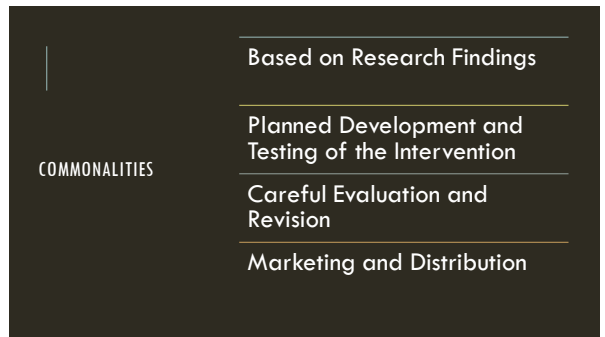 COMMONALITIES
Based on Research Findings
Planned Development and
Testing of the Intervention
Careful Evaluation and
Revision
Marketing and Distribution